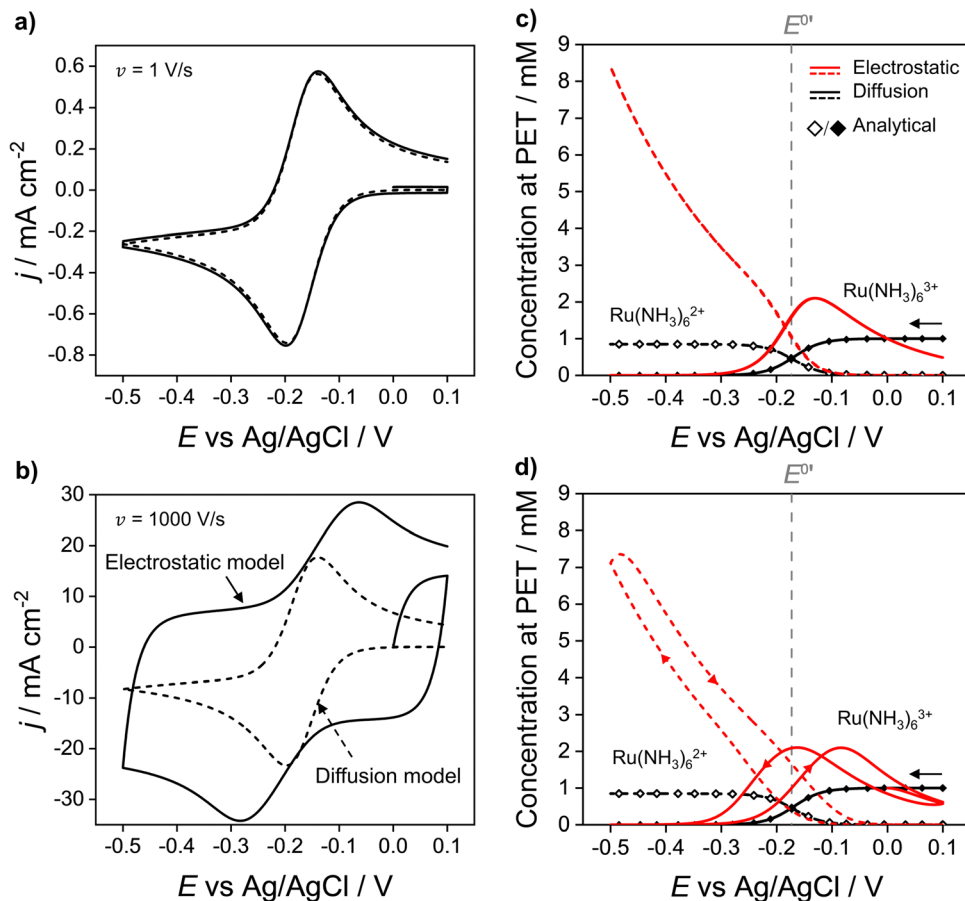 a)
v = 1 V/s
0.6
0.4
0.2
0.0
-0.2
-0.4
-0.6
-0.8
j / mA cm⁻²
-0.5 -0.4 -0.3 -0.2 -0.1 0.0 0.1
E vs Ag/AgCl / V
b)
v = 1000 V/s
Electrostatic model
Diffusion model
30
20
10
0
-10
-20
-30
j / mA cm⁻²
-0.5 -0.4 -0.3 -0.2 -0.1 0.0 0.1
E vs Ag/AgCl / V
c)
E⁰'
Electrostatic
Diffusion
◇/◆ Analytical
Ru(NH₃)₆²⁺
Ru(NH₃)₆³⁺
9
8
7
6
5
4
3
2
1
0
Concentration at PET / mM
-0.5 -0.4 -0.3 -0.2 -0.1 0.0 0.1
E vs Ag/AgCl / V
d)
E⁰'
Ru(NH₃)₆²⁺
Ru(NH₃)₆³⁺
9
8
7
6
5
4
3
2
1
0
Concentration at PET / mM
-0.5 -0.4 -0.3 -0.2 -0.1 0.0 0.1
E vs Ag/AgCl / V